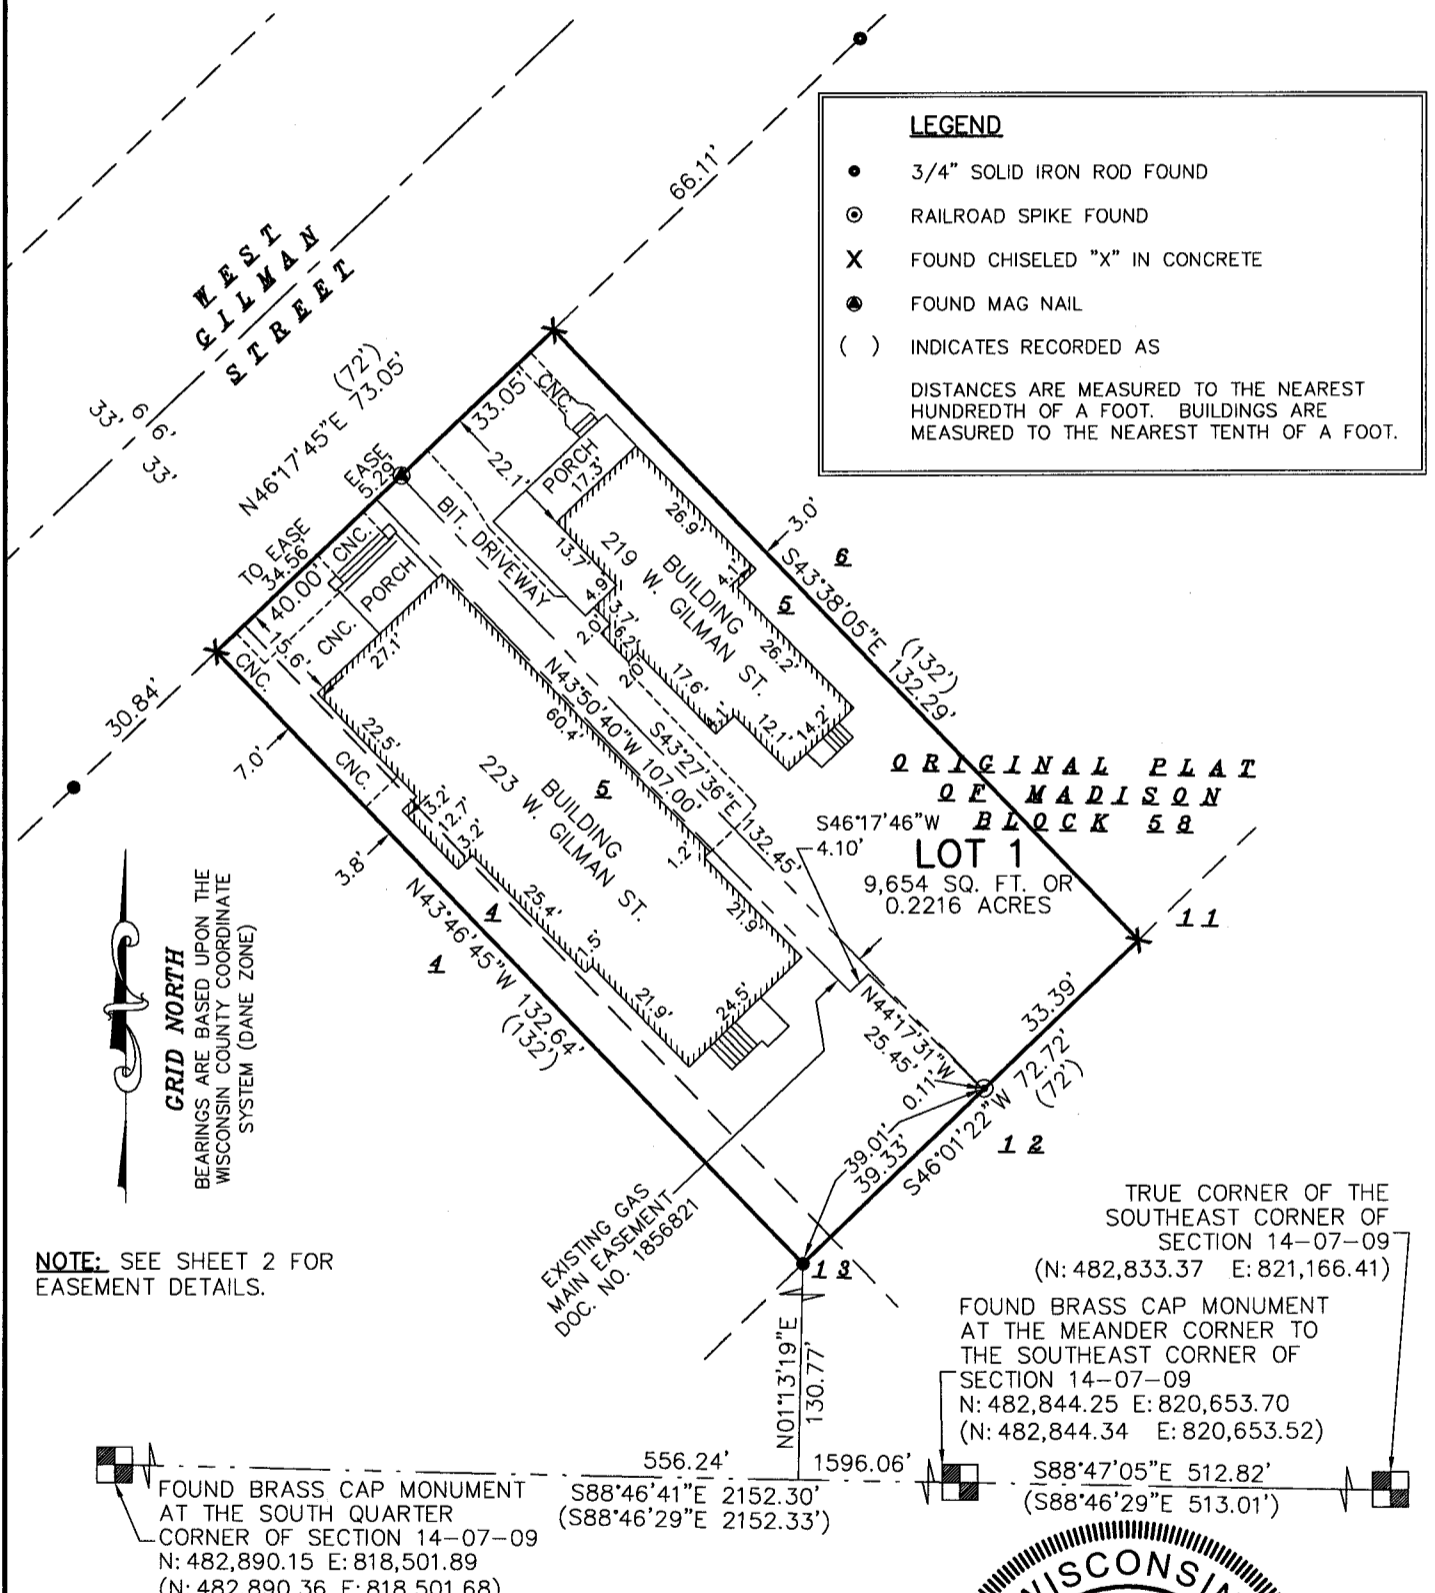 66.11'
LEGEND
3/4" SOLID IRON ROD FOUND
RAILROAD SPIKE FOUND
X FOUND CHISELED "X" IN CONCRETE
FOUND MAG NAIL
( ) INDICATES RECORDED AS
DISTANCES ARE MEASURED TO THE NEAREST
HUNDREDTH OF A FOOT. BUILDINGS ARE
MEASURED TO THE NEAREST TENTH OF A FOOT.
WEST
GILMAN
STREET
33'
66'
33'
(72')
N46°17'45"E 73.05'
33.05'
22.1'
CNC.
PORCH
17.3'
EASE
5.29'
TO EASE
34.56'
40.00'
CNC.
CNC. PORCH
15.6'
CNC.
27.1'
BIT. DRIVEWAY
26.9'
13.7'
4.9'
4.1'
BUILDING
219 W. GILMAN ST.
3.7'
6.2'
2.0'
2.0'
17.6'
26.2'
12.1'
14.2'
3.0'
6
5
S43°38'05"E 132.29'
(132')
30.84'
7.0'
22.5'
CNC.
3.2'
12.7'
3.2'
3.8'
N43°50'40"W 107.00'
60.4'
S43°27'36"E 132.45'
5
BUILDING
223 W. GILMAN ST.
1.2'
21.9'
25.4'
1.5'
21.9'
24.5'
4
4
N43°46'45"W 132.64'
(132')
ORIGINAL PLAT
OF MADISON
BLOCK 58
S46°17'46"W
4.10'
LOT 1
9,654 SQ. FT. OR
0.2216 ACRES
11
33.39'
N44°17'31"W
25.45'
0.11'
S46°01'22"W 72.72'
(72')
39.01'
39.33'
12
13
GRID NORTH
BEARINGS ARE BASED UPON THE
WISCONSIN COUNTY COORDINATE
SYSTEM (DANE ZONE)
NOTE: SEE SHEET 2 FOR
EASEMENT DETAILS.
EXISTING GAS
MAIN EASEMENT
DOC. NO. 1856821
TRUE CORNER OF THE
SOUTHEAST CORNER OF
SECTION 14-07-09
(N: 482,833.37 E: 821,166.41)
FOUND BRASS CAP MONUMENT
AT THE MEANDER CORNER TO
THE SOUTHEAST CORNER OF
SECTION 14-07-09
N: 482,844.25 E: 820,653.70
(N: 482,844.34 E: 820,653.52)
N01°13'19"E
130.77'
556.24'
1596.06'
S88°46'41"E 2152.30'
(S88°46'29"E 2152.33')
S88°47'05"E 512.82'
(S88°46'29"E 513.01')
FOUND BRASS CAP MONUMENT
AT THE SOUTH QUARTER
CORNER OF SECTION 14-07-09
N: 482,890.15 E: 818,501.89
(N: 482,890.36 E: 818,501.68)
WISCONSIN